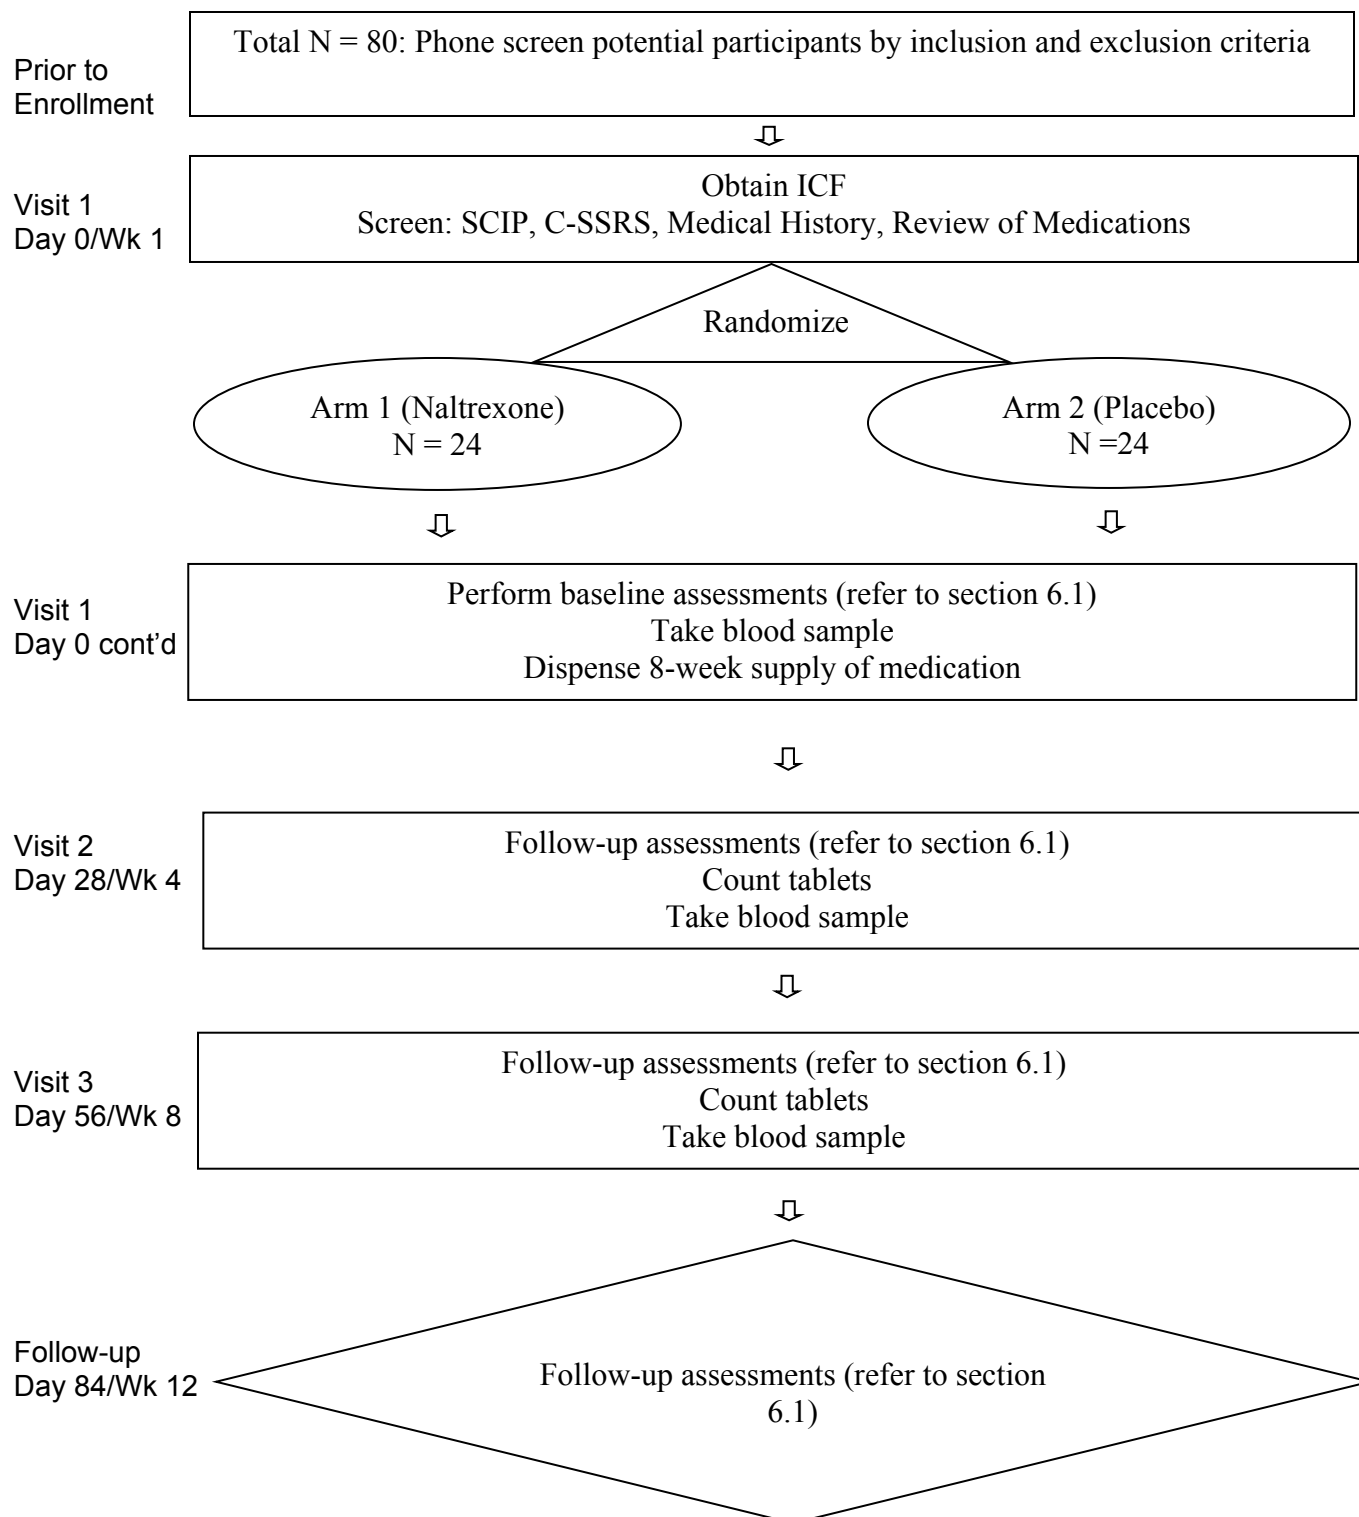 Total N = 80: Phone screen potential participants by inclusion and exclusion criteria
Prior to
Enrollment
Obtain ICF
Visit 1
Screen: SCIP, C-SSRS, Medical History, Review of Medications
Day 0/Wk 1
Randomize
Arm 1 (Naltrexone)
N = 24
Arm 2 (Placebo)
N =24
Visit 1
Day 0 cont’d
Perform baseline assessments (refer to section 6.1)
Take blood sample
Dispense 8-week supply of medication
Visit 2
Day 28/Wk 4
Follow-up assessments (refer to section 6.1)
Count tablets
Take blood sample
Visit 3
Day 56/Wk 8
Follow-up assessments (refer to section 6.1)
Count tablets
Take blood sample
Follow-up
Day 84/Wk 12
Follow-up assessments (refer to section
6.1)